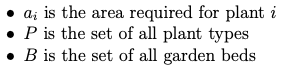 • a_i is the area required for plant i
• P is the set of all plant types
• B is the set of all garden beds